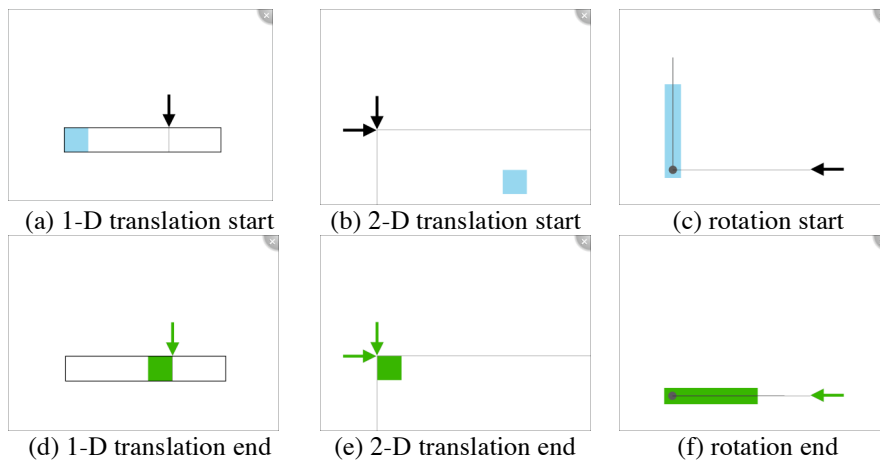 (a) 1-D translation start (b) 2-D translation start (c) rotation start
(d) 1-D translation end (e) 2-D translation end (f) rotation end